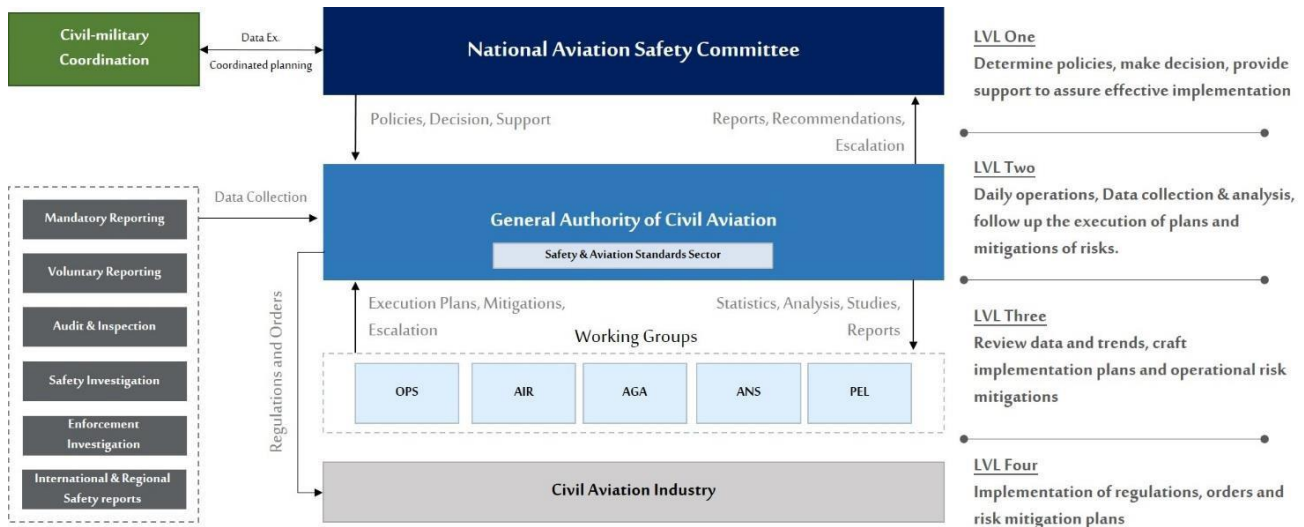 Civil-military
Coordination
Data Ex.
Coordinated planning
National Aviation Safety Committee
LVL One
Determine policies, make decision, provide
support to assure effective implementation
Policies, Decision, Support
Reports, Recommendations,
Escalation
LVL Two
Daily operations, Data collection & analysis,
follow up the execution of plans and
mitigations of risks.
Data Collection
General Authority of Civil Aviation
Safety & Aviation Standards Sector
Mandatory Reporting
Voluntary Reporting
Audit & Inspection
Safety Investigation
Enforcement
Investigation
International & Regional
Safety reports
Regulations and Orders
Execution Plans, Mitigations,
Escalation
Statistics, Analysis, Studies,
Reports
Working Groups
OPS
AIR
AGA
ANS
PEL
LVL Three
Review data and trends, craft
implementation plans and operational risk
mitigations
Civil Aviation Industry
LVL Four
Implementation of regulations, orders and
risk mitigation plans